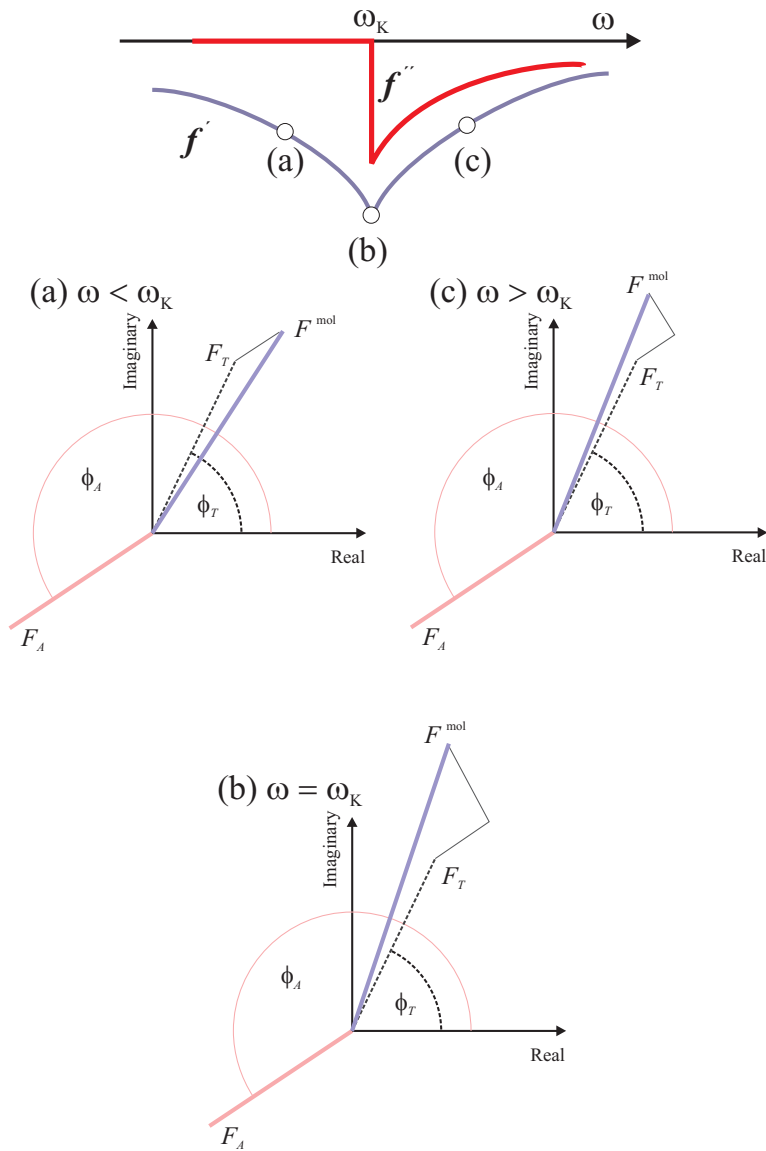 ω_K
ω
f′
f″
(a)
(c)
(b)
(a) ω < ω_K
Imaginary
F_T
F^mol
ϕ_A
ϕ_T
Real
F_A
(c) ω > ω_K
Imaginary
F^mol
F_T
ϕ_A
ϕ_T
Real
F_A
(b) ω = ω_K
Imaginary
F^mol
F_T
ϕ_A
ϕ_T
Real
F_A